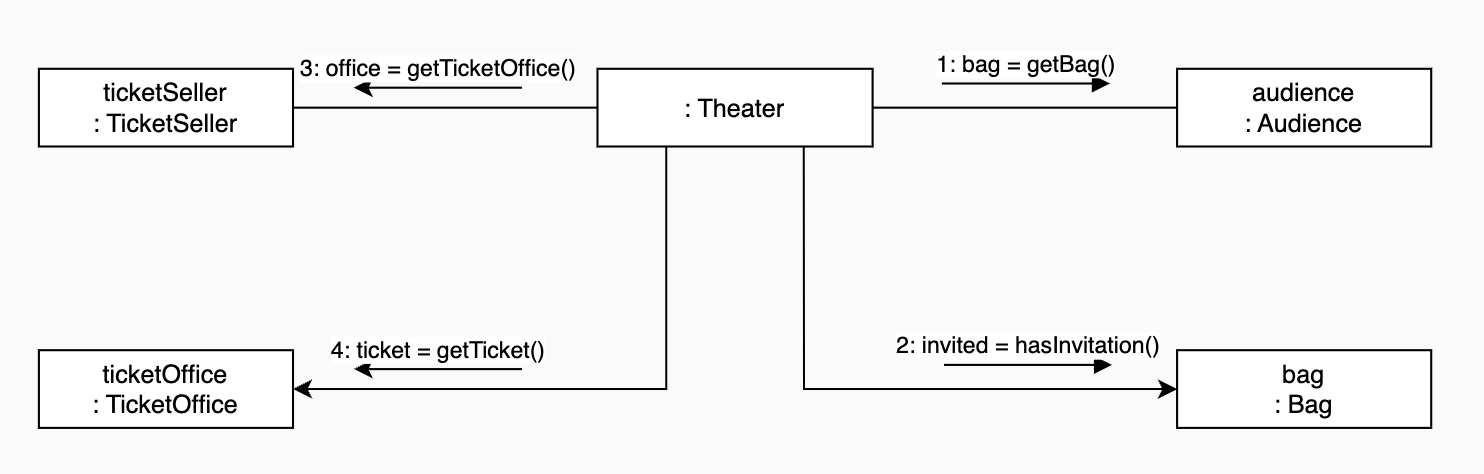 3: office = getTicketOffice()
1: bag = getBag()
ticketSeller
: TicketSeller
: Theater
audience
: Audience
4: ticket = getTicket()
2: invited = hasInvitation()
ticketOffice
: TicketOffice
bag
: Bag